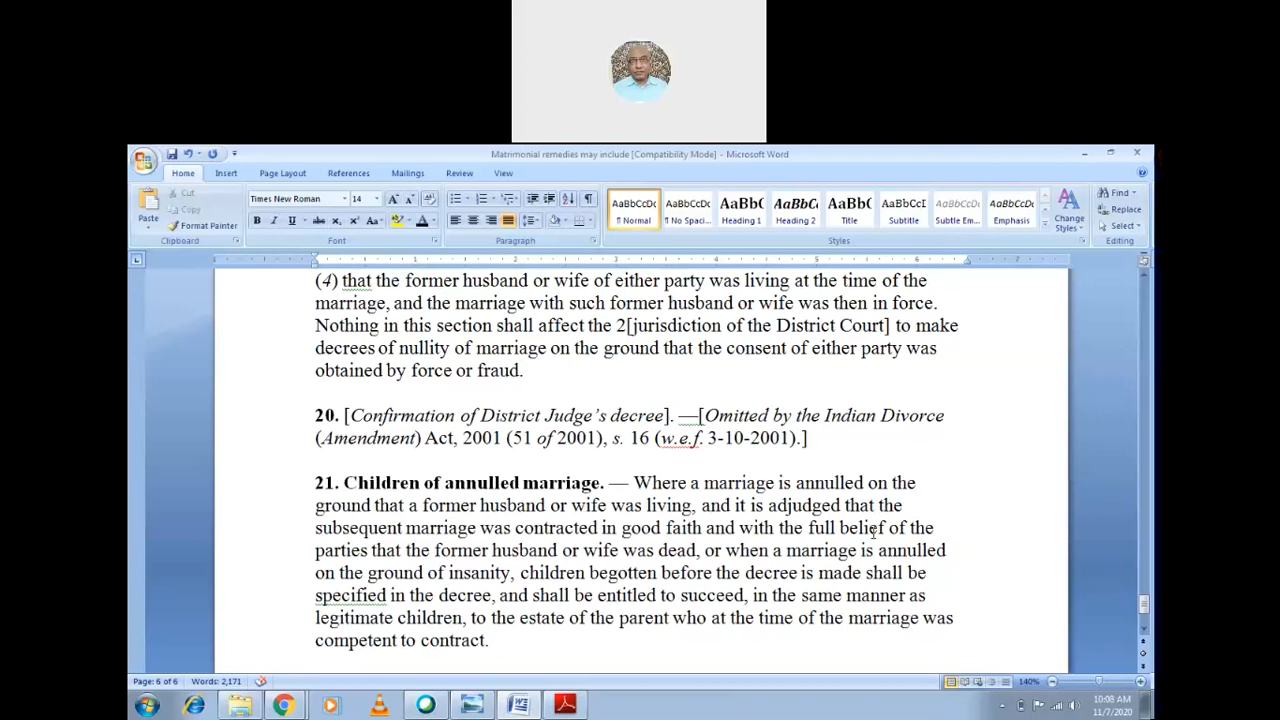 Matrimonial remedies may include [Compatibility Mode] - Microsoft Word
Home Insert Page Layout References Mailings Review View
Paste
Cut
Copy
Format Painter
Clipboard
Times New Roman 14
Font
Paragraph
AaBbCcDc AaBbCcDc AaBb( AaBbC AaBb( AaBbCcI AaBbCcDc AaBbCcDc
¶ Normal ¶ No Spaci... Heading 1 Heading 2 Title Subtitle Subtle Em... Emphasis
Styles
Change Styles
Find
Replace
Select
Editing
(4) that the former husband or wife of either party was living at the time of the
marriage, and the marriage with such former husband or wife was then in force.
Nothing in this section shall affect the 2[jurisdiction of the District Court] to make
decrees of nullity of marriage on the ground that the consent of either party was
obtained by force or fraud.
20. [Confirmation of District Judge’s decree]. —[Omitted by the Indian Divorce
(Amendment) Act, 2001 (51 of 2001), s. 16 (w.e.f. 3-10-2001).]
21. Children of annulled marriage. — Where a marriage is annulled on the
ground that a former husband or wife was living, and it is adjudged that the
subsequent marriage was contracted in good faith and with the full belief of the
parties that the former husband or wife was dead, or when a marriage is annulled
on the ground of insanity, children begotten before the decree is made shall be
specified in the decree, and shall be entitled to succeed, in the same manner as
legitimate children, to the estate of the parent who at the time of the marriage was
competent to contract.
Page: 6 of 6 Words: 2,171 140%
10:08 AM
11/7/2020